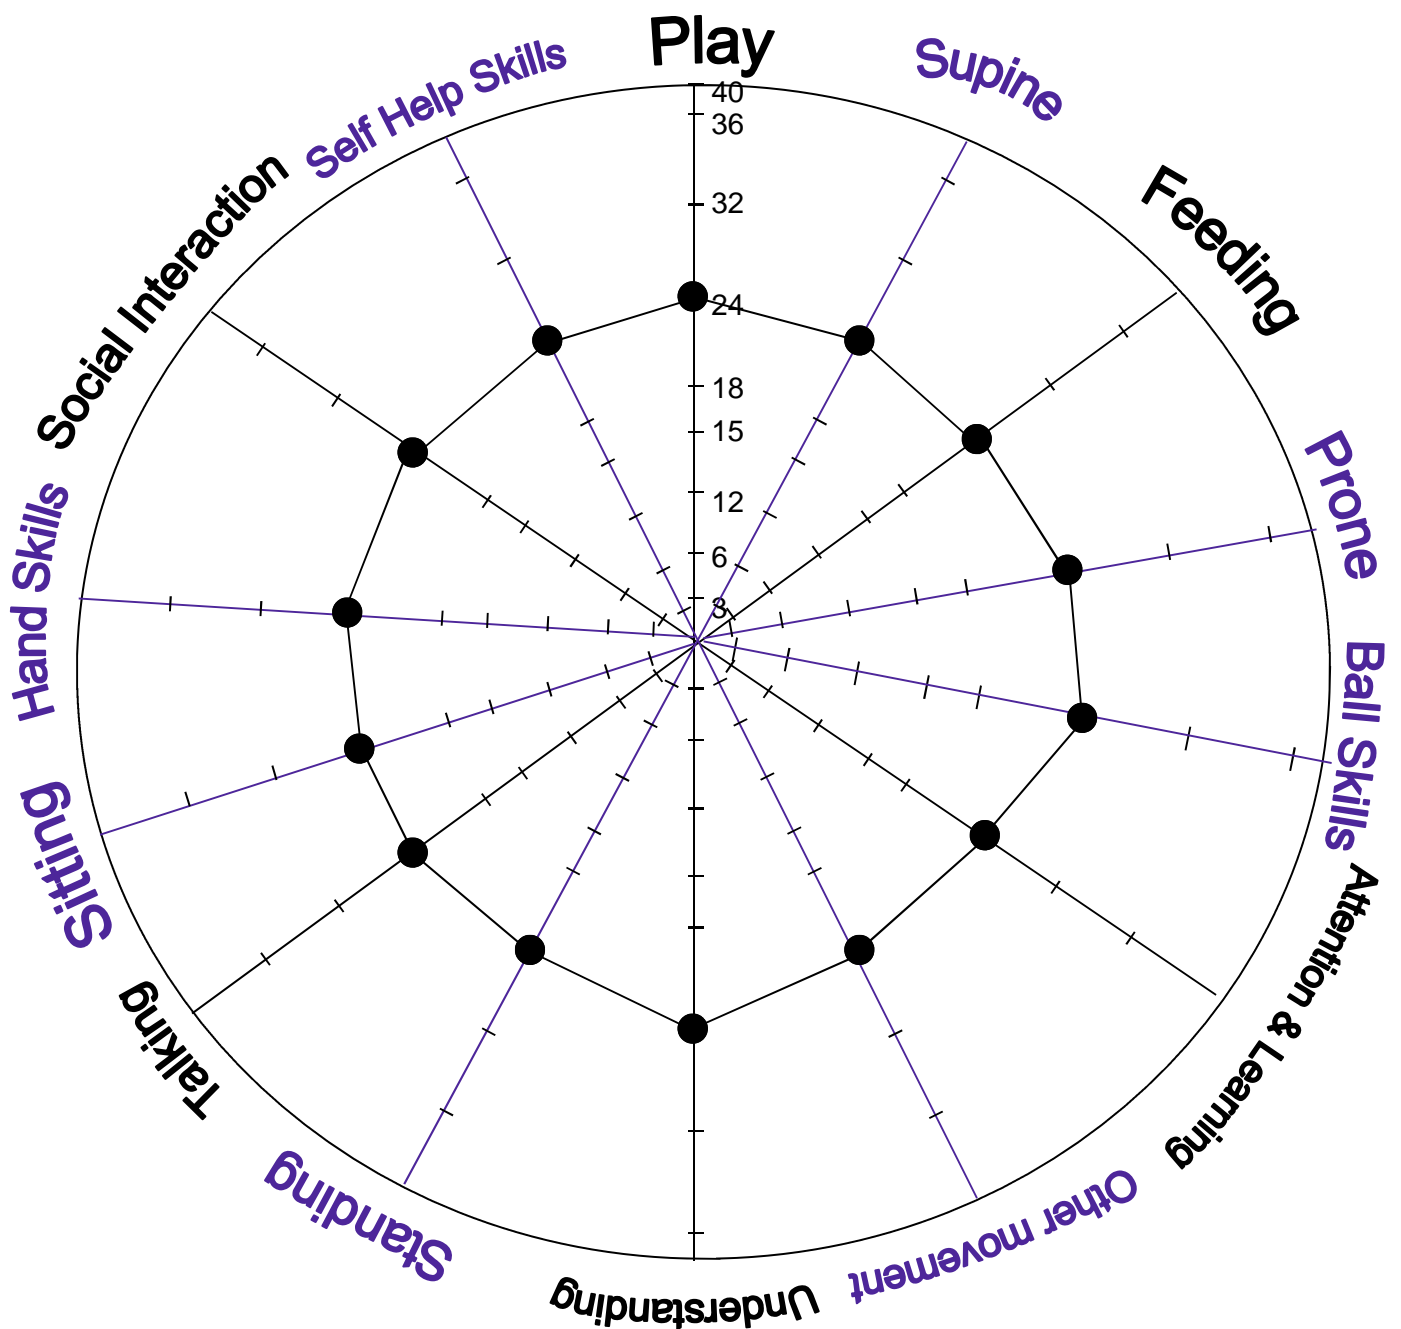 Play
Supine
Feeding
Prone
Ball Skills
Attention & Learning
Other movement
Understanding
Standing
Talking
Sitting
Hand Skills
Social Interaction
Self Help Skills
40
36
32
24
18
15
12
6
3